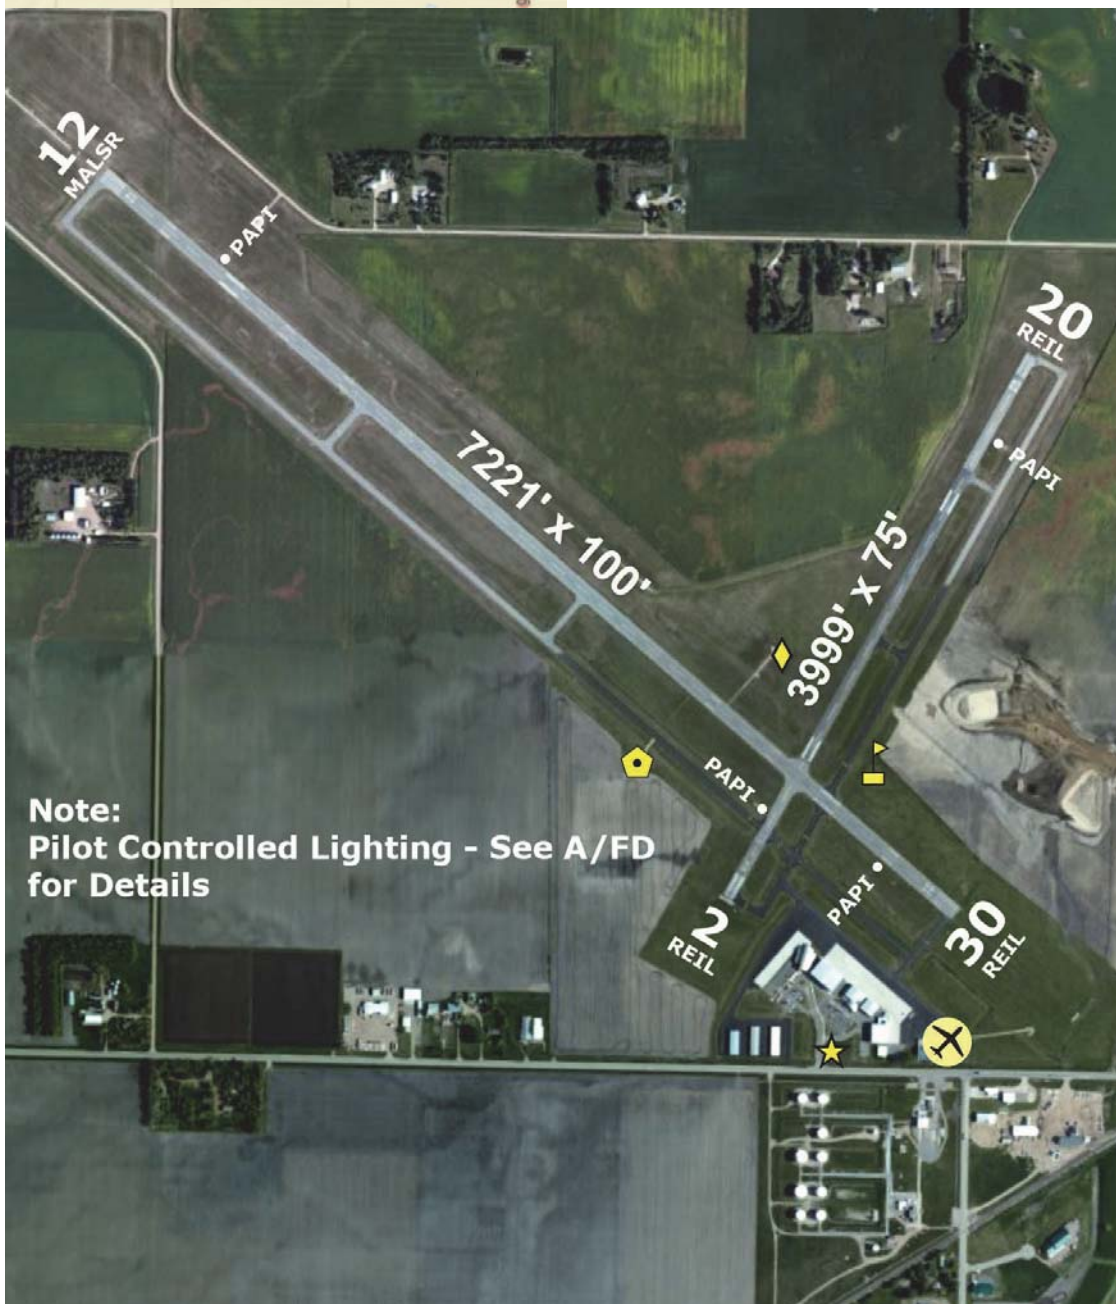 12
MALSR
PAPI
20
REIL
PAPI
7221' x 100'
3999' x 75'
PAPI
Note:
Pilot Controlled Lighting - See A/FD
for Details
PAPI
2
REIL
30
REIL